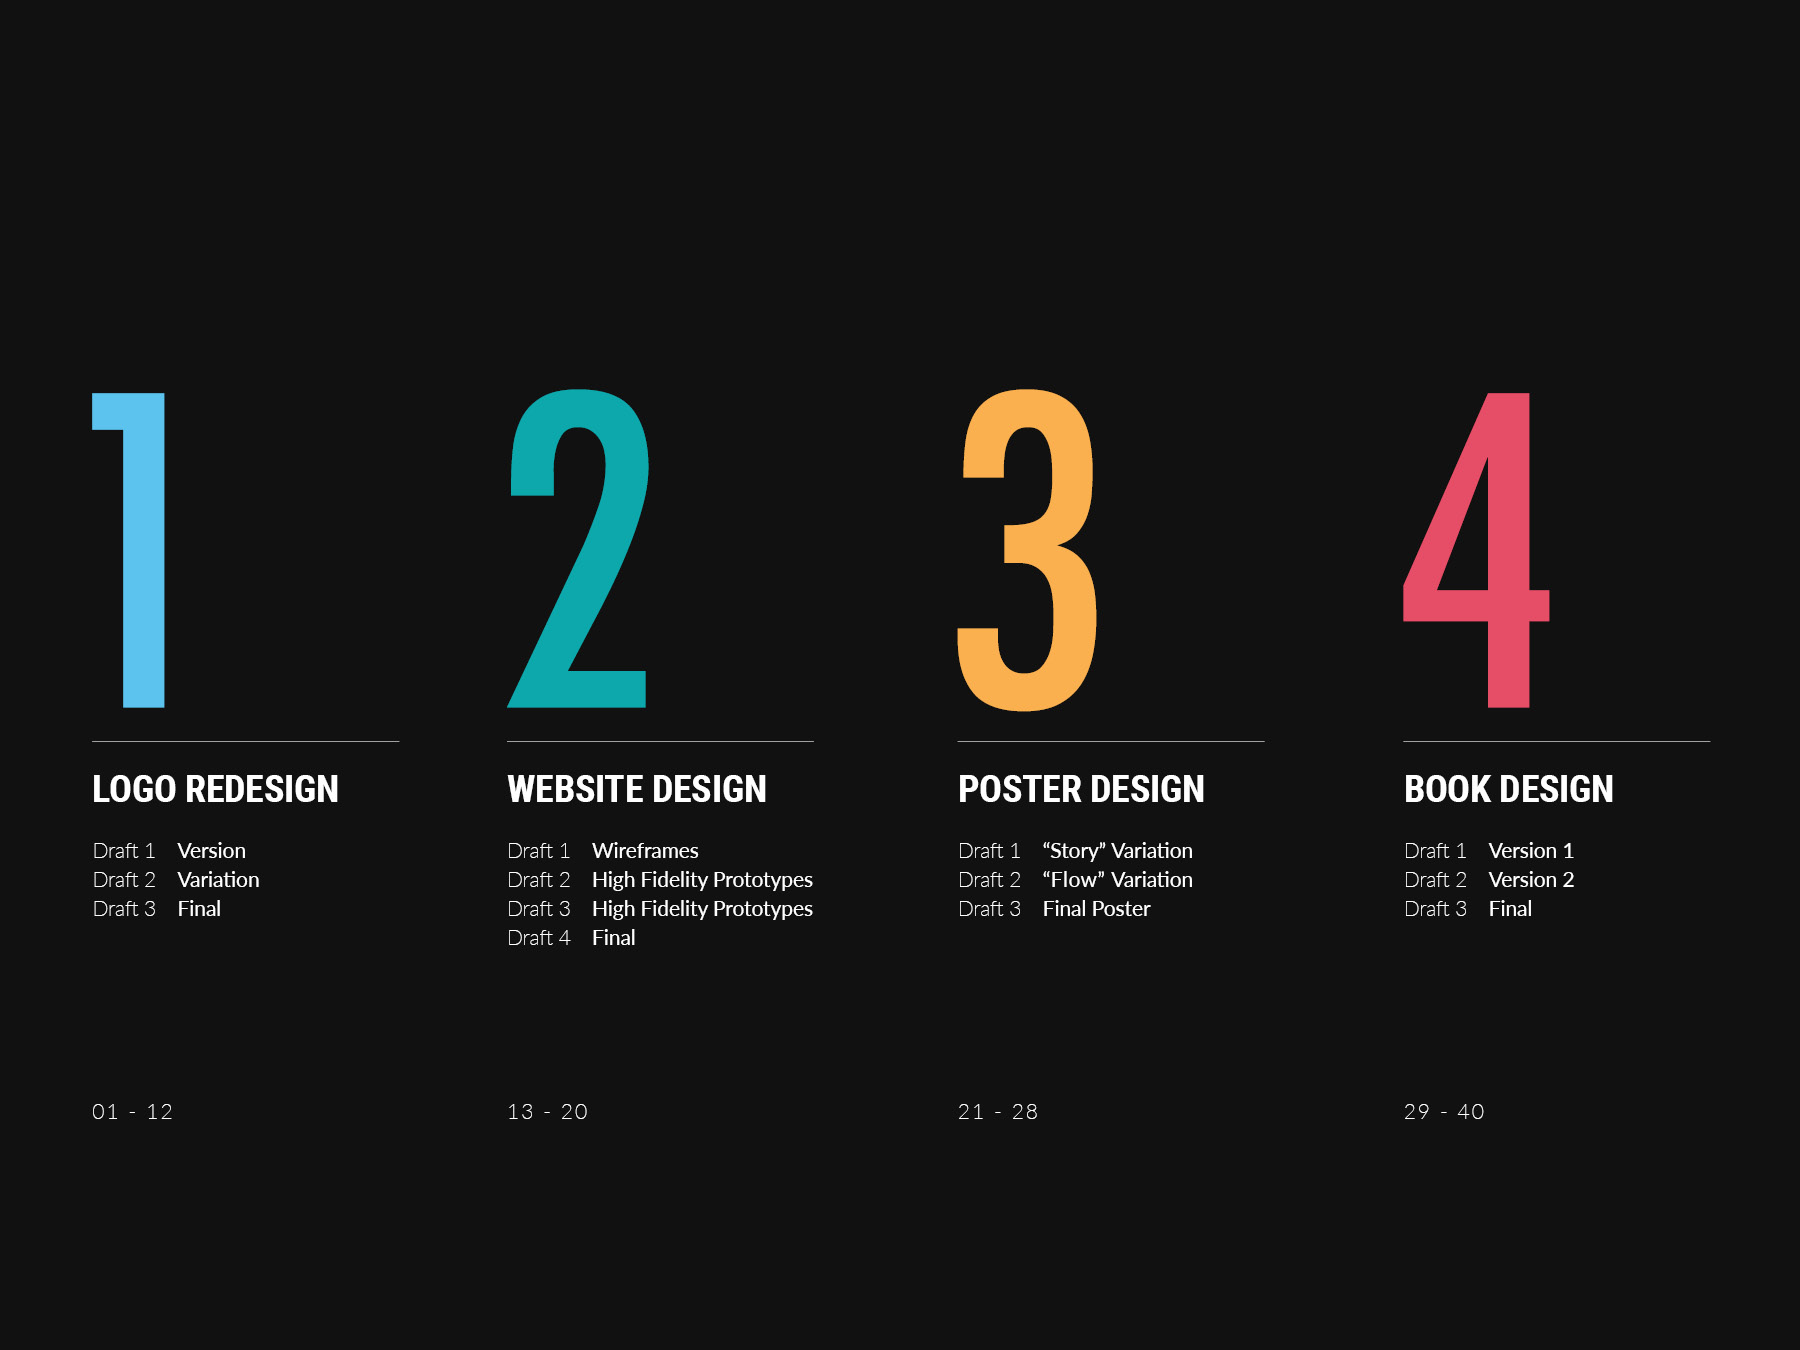 1
LOGO REDESIGN
Draft 1 Version
Draft 2 Variation
Draft 3 Final
01 - 12
2
WEBSITE DESIGN
Draft 1 Wireframes
Draft 2 High Fidelity Prototypes
Draft 3 High Fidelity Prototypes
Draft 4 Final
13 - 20
3
POSTER DESIGN
Draft 1 “Story” Variation
Draft 2 “Flow” Variation
Draft 3 Final Poster
21 - 28
4
BOOK DESIGN
Draft 1 Version 1
Draft 2 Version 2
Draft 3 Final
29 - 40